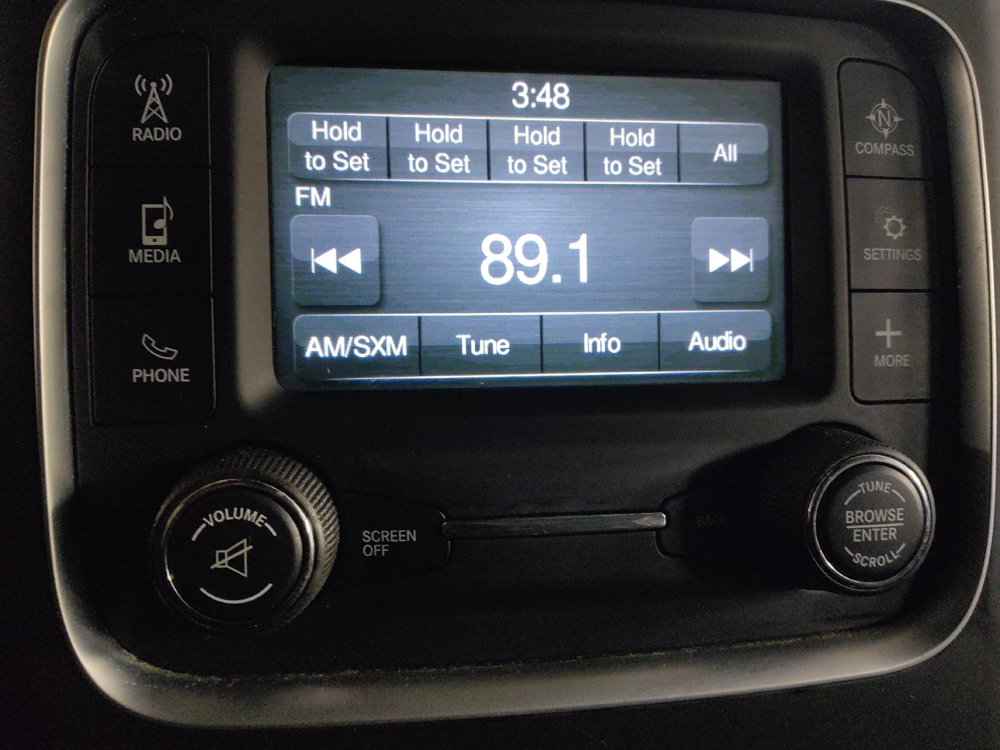 RADIO
MEDIA
PHONE
3:48
Hold to Set
Hold to Set
Hold to Set
Hold to Set
All
FM
89.1
AM/SXM
Tune
Info
Audio
N
COMPASS
SETTINGS
MORE
VOLUME
SCREEN
OFF
BACK
TUNE
BROWSE
ENTER
SCROLL